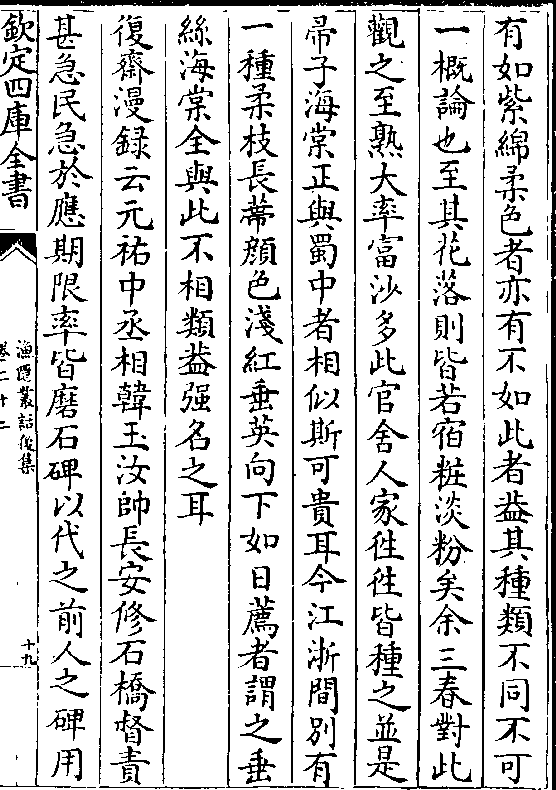 有如紫綿柔色者亦有不如此者葢其種類不同不可
一概論也至其花落則皆若宿粧淡粉矣余三春對此
觀之至熟大率富沙多此官舍人家徃徃皆種之並是
帚子海棠正與蜀中者相似斯可貴耳今江浙間別有
一種柔枝長蔕顔色淺紅垂英向下如日蔫者謂之垂
絲海棠全與此不相類葢强名之耳
復齋漫録云元祐中丞相韓玉汝帥長安修石橋督責
甚急民急於應期限率皆磨石碑以代之前人之碑用
欽定四庫全書
漁隱叢話後集
卷二十二
十九